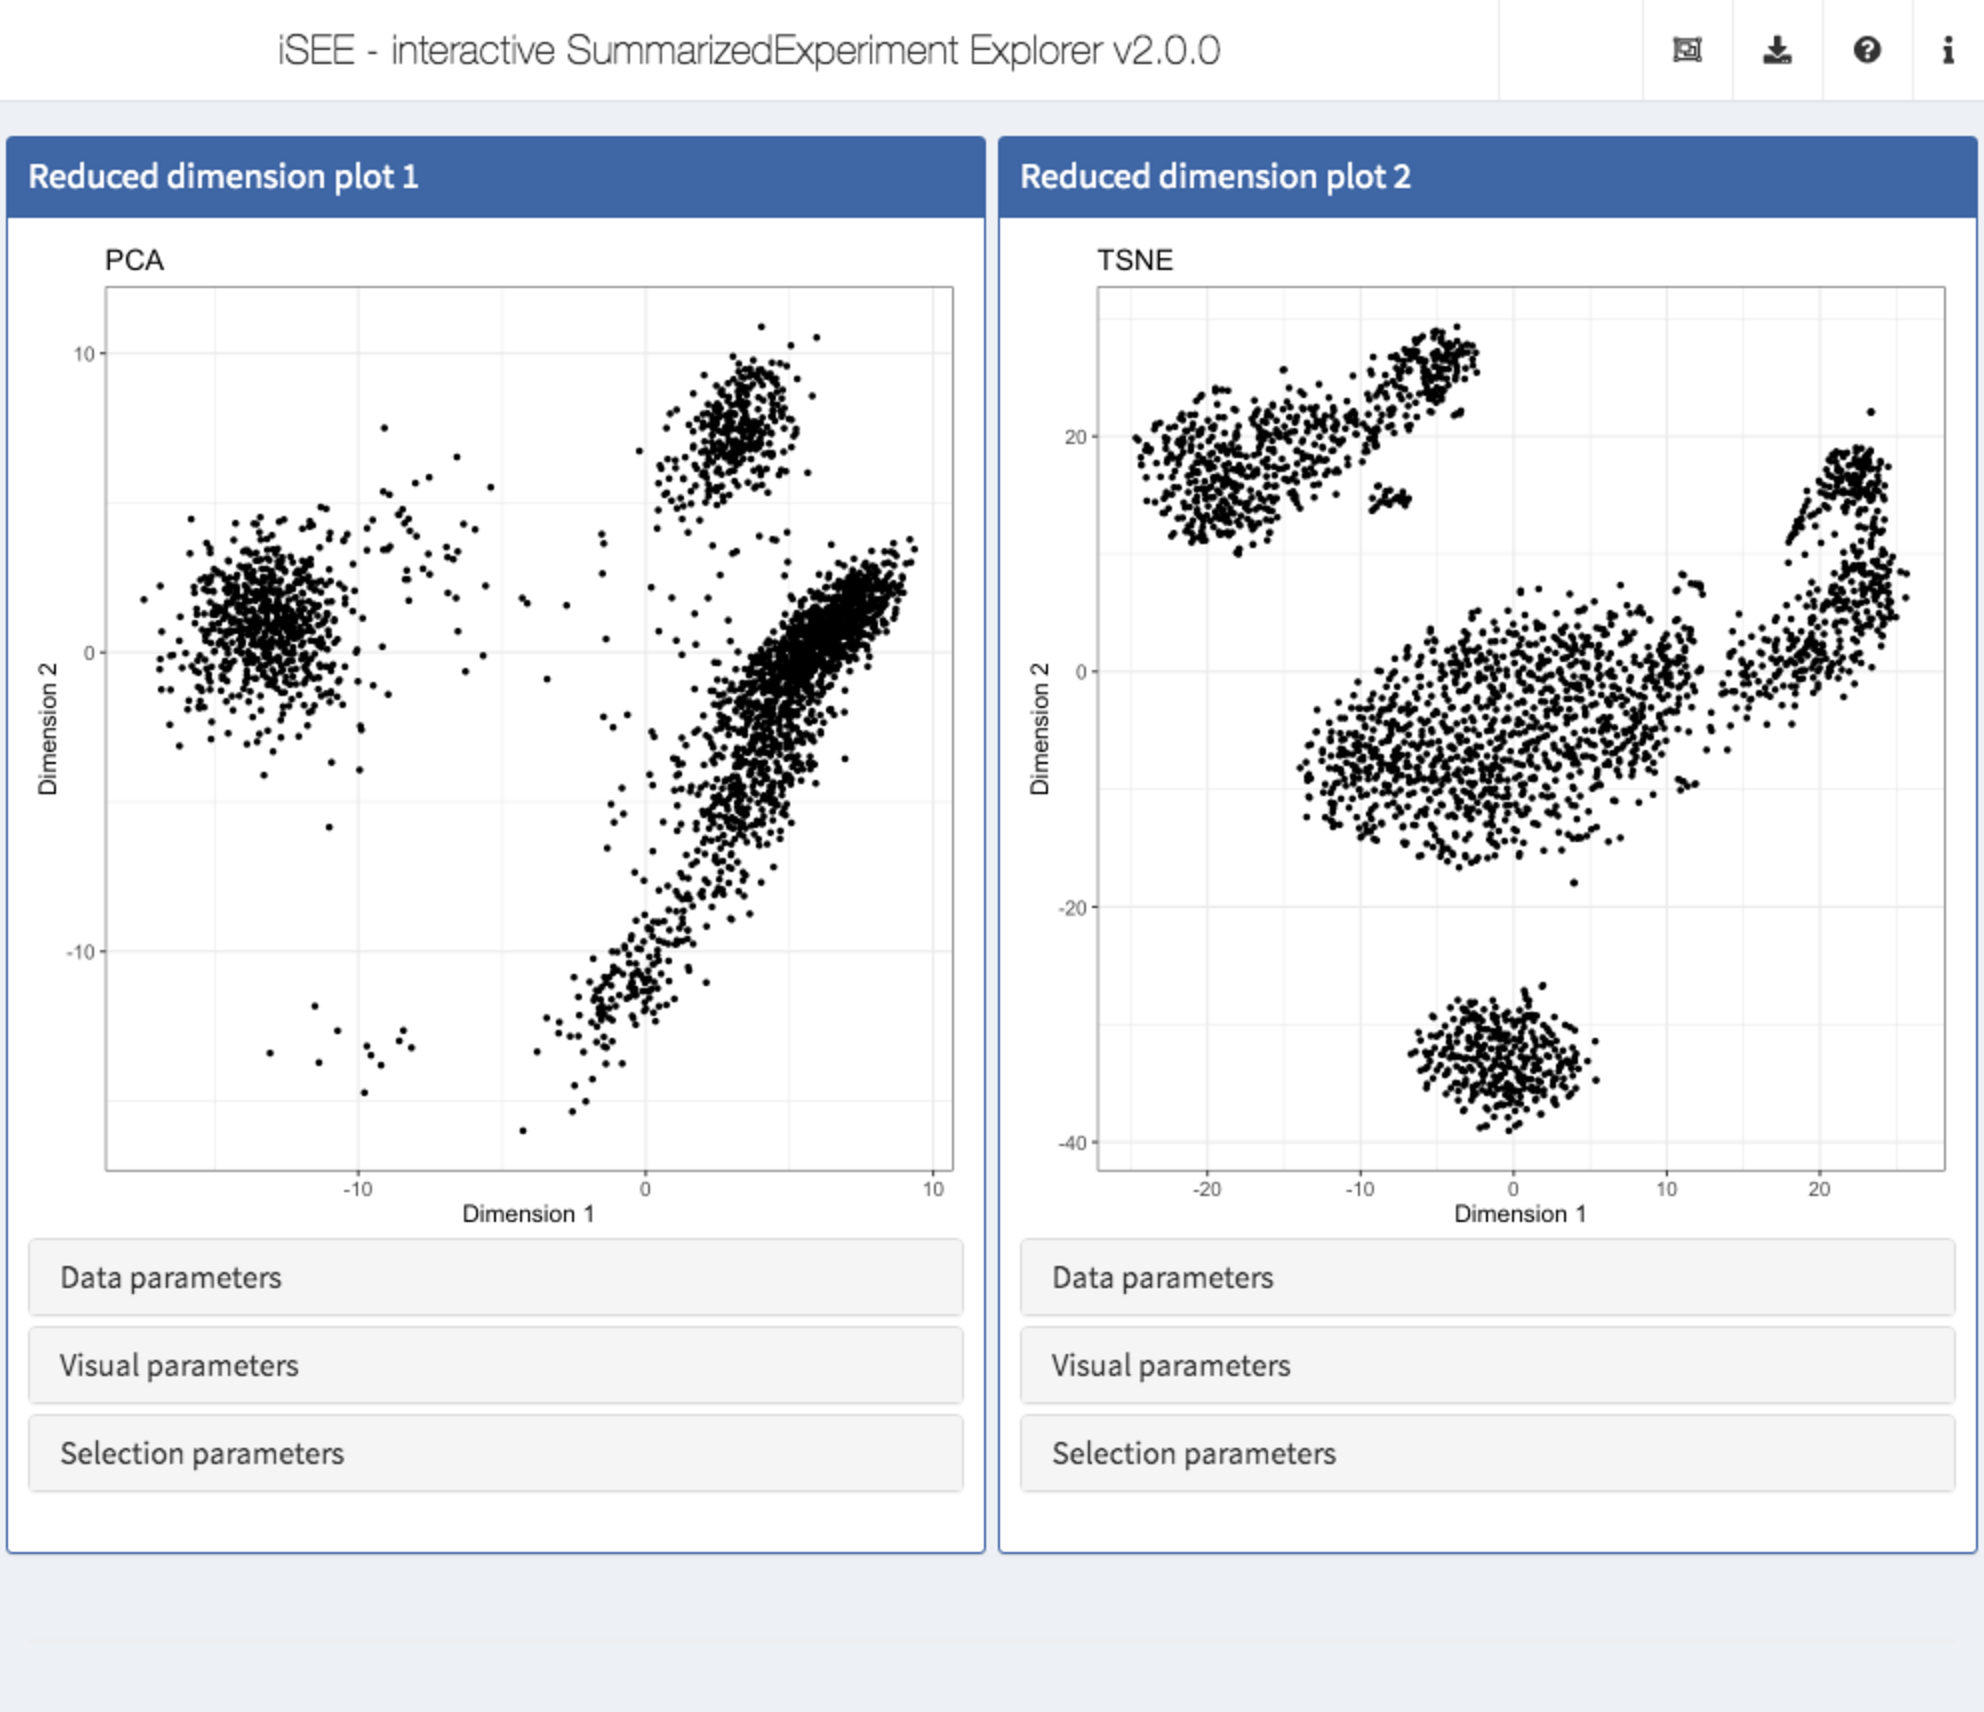 iSEE - interactive SummarizedExperiment Explorer v2.0.0
Reduced dimension plot 1
PCA
10
0
-10
Dimension 2
-10 0 10
Dimension 1
Data parameters
Visual parameters
Selection parameters
Reduced dimension plot 2
TSNE
20
0
-20
-40
Dimension 2
-20 -10 0 10 20
Dimension 1
Data parameters
Visual parameters
Selection parameters